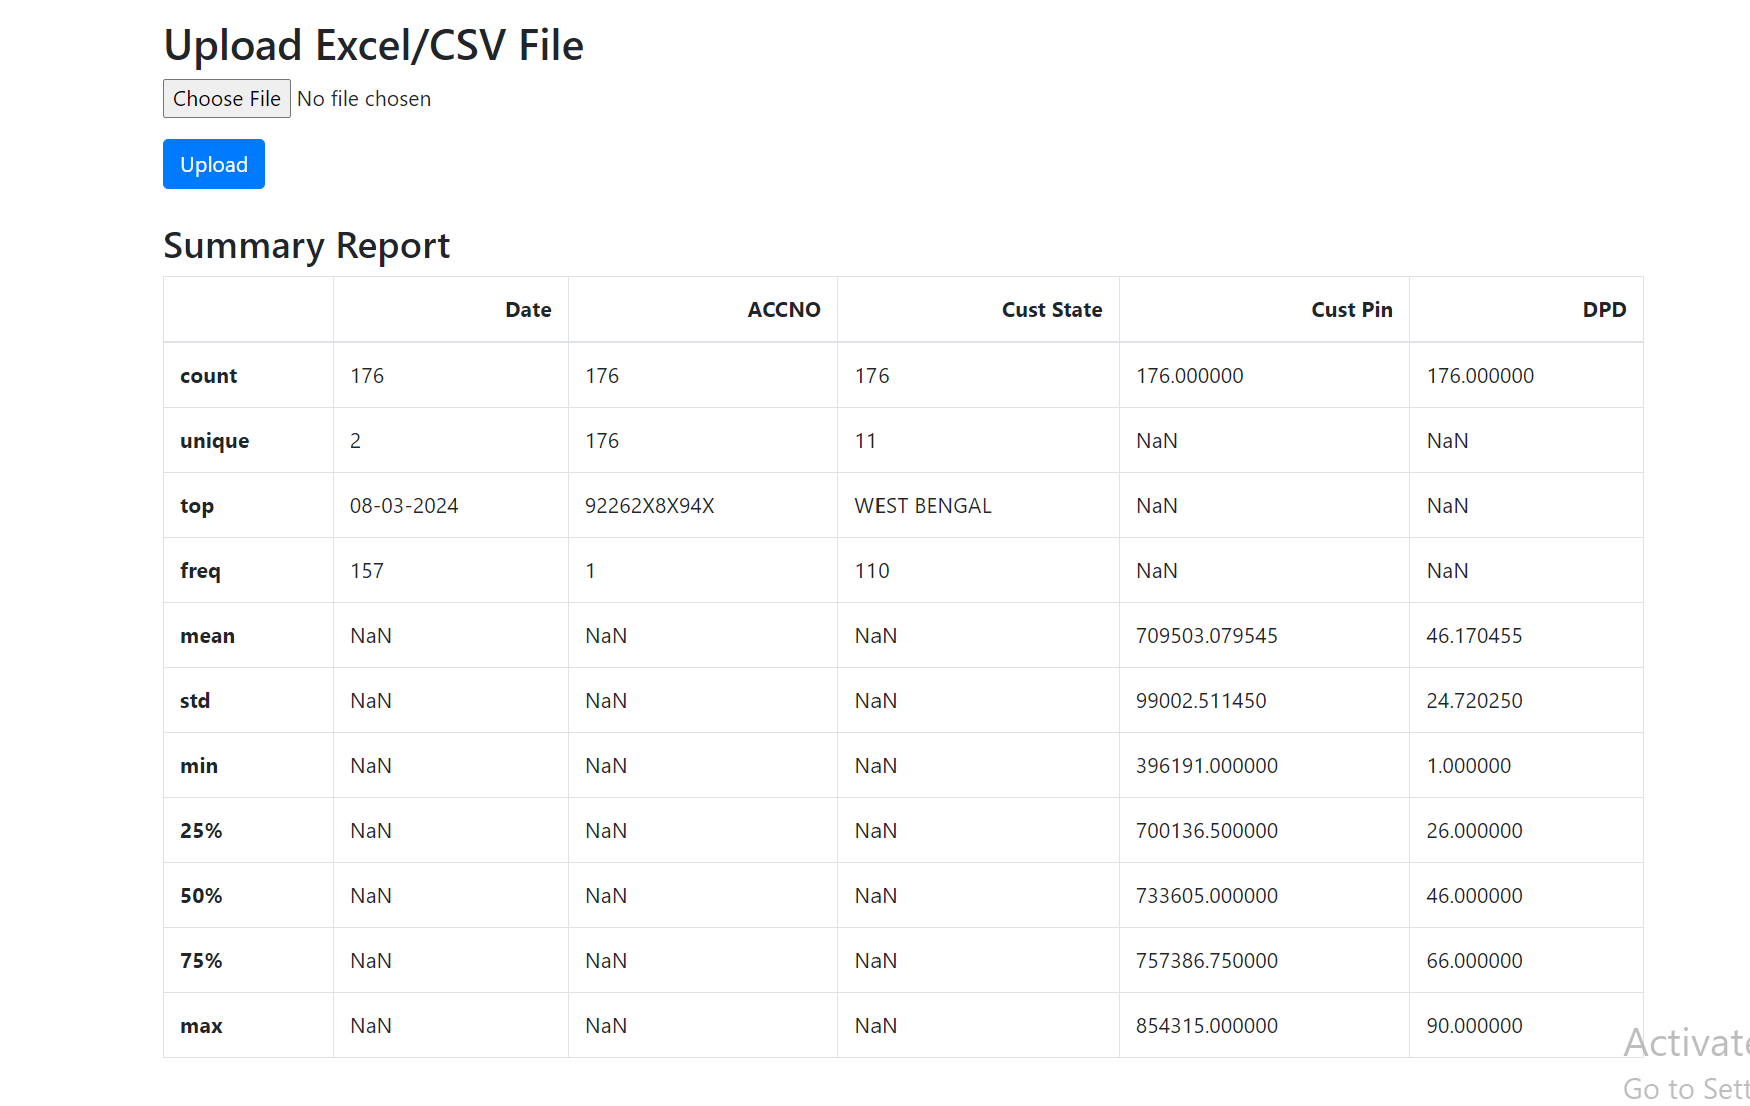 Upload Excel/CSV File
Choose File No file chosen
Upload
Summary Report
Date ACCNO Cust State Cust Pin DPD
count 176 176 176 176.000000 176.000000
unique 2 176 11 NaN NaN
top 08-03-2024 92262X8X94X WEST BENGAL NaN NaN
freq 157 1 110 NaN NaN
mean NaN NaN NaN 709503.079545 46.170455
std NaN NaN NaN 99002.511450 24.720250
min NaN NaN NaN 396191.000000 1.000000
25% NaN NaN NaN 700136.500000 26.000000
50% NaN NaN NaN 733605.000000 46.000000
75% NaN NaN NaN 757386.750000 66.000000
max NaN NaN NaN 854315.000000 90.000000
Activate
Go to Sett